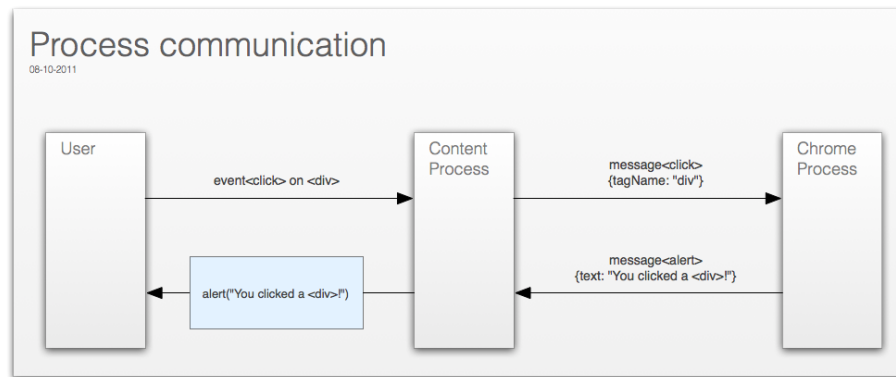 Process communication
08-10-2011
User
Content
Process
Chrome
Process
event<click> on <div>
message<click>
{tagName: "div"}
message<alert>
{text: "You clicked a <div>!"}
alert("You clicked a <div>!")